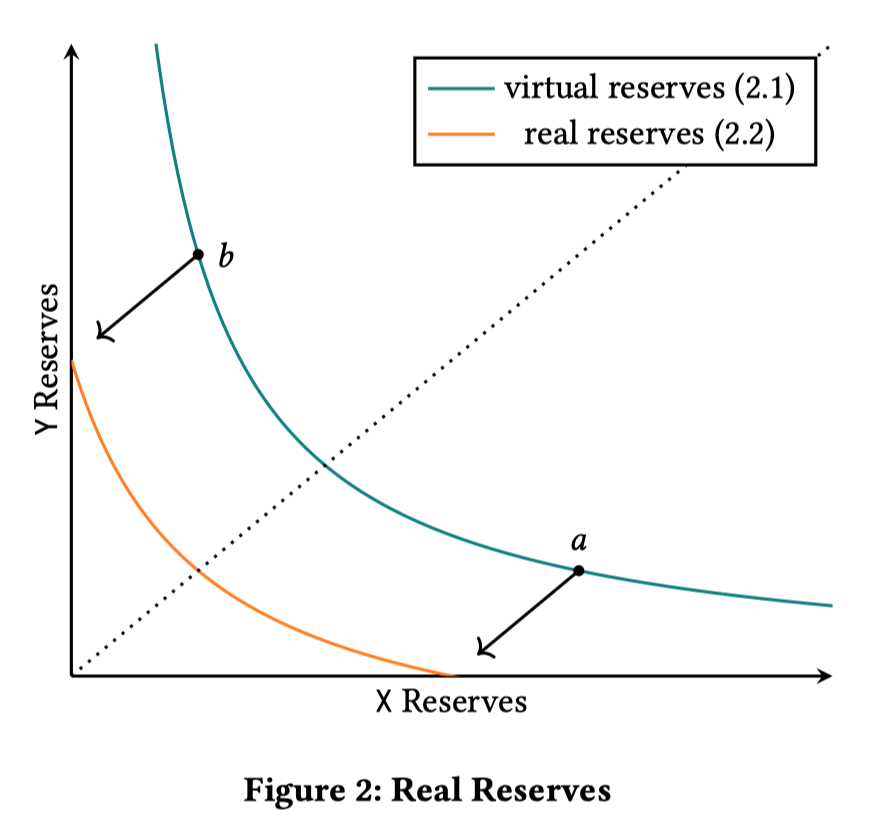 virtual reserves (2.1)
real reserves (2.2)
b
a
Y Reserves
X Reserves
Figure 2: Real Reserves